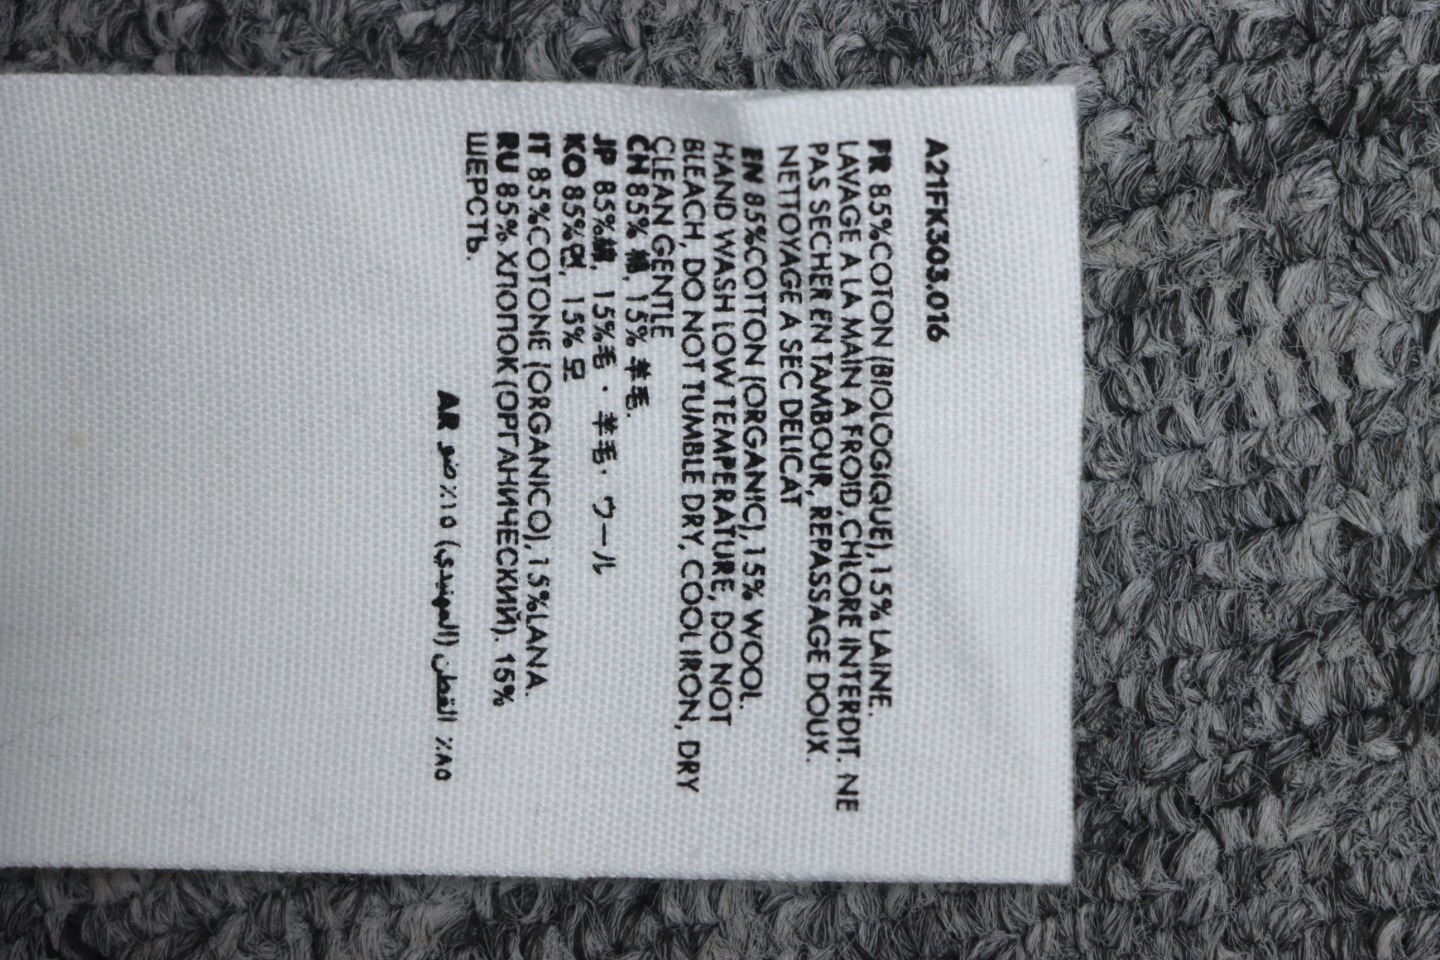 A21FK303.016
FR 85%COTON (BIOLOGIQUE), 15% LAINE.
LAVAGE A LA MAIN A FROID, CHLORE INTERDIT. NE
PAS SECHER EN TAMBOUR, REPASSAGE DOUX.
NETTOYAGE A SEC DELICAT
EN 85%COTTON (ORGANIC), 15% WOOL.
HAND WASH LOW TEMPERATURE, DO NOT
BLEACH, DO NOT TUMBLE DRY, COOL IRON, DRY
CLEAN GENTLE
CH 85% 棉, 15% 羊毛.
JP 85%綿, 15%毛・羊毛・ウール
KO 85%면, 15% 모
IT 85%COTONE (ORGANICO), 15%LANA.
RU 85% ХЛОПОК (ОРГАНИЧЕСКИЙ). 15%
ШЕРСТЬ.
AR ٨٥٪ القطن ١٥٪